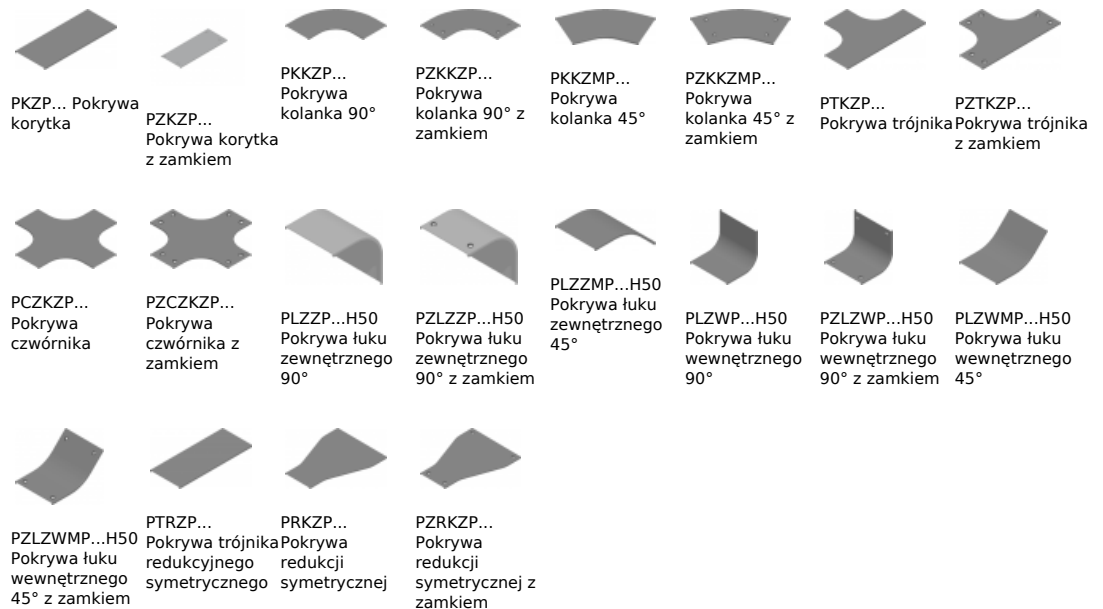 PKZP... Pokrywa
korytka
PZKZP...
Pokrywa korytka
z zamkiem
PKKZP...
Pokrywa
kolanka 90°
PZKKZP...
Pokrywa
kolanka 90° z
zamkiem
PKKZMP...
Pokrywa
kolanka 45°
PZKKZMP...
Pokrywa
kolanka 45° z
zamkiem
PTKZP...
Pokrywa trójnika
PZTKZP...
Pokrywa trójnika
z zamkiem
PCZKZP...
Pokrywa
czwórnika
PZCZKZP...
Pokrywa
czwórnika z
zamkiem
PLZZP...H50
Pokrywa łuku
zewnętrznego
90°
PZLZZP...H50
Pokrywa łuku
zewnętrznego
90° z zamkiem
PLZZMP...H50
Pokrywa łuku
zewnętrznego
45°
PLZWP...H50
Pokrywa łuku
wewnętrznego
90°
PZLZWP...H50
Pokrywa łuku
wewnętrznego
90° z zamkiem
PLZWMP...H50
Pokrywa łuku
wewnętrznego
45°
PZLZWMP...H50
Pokrywa łuku
wewnętrznego
45° z zamkiem
PTRZP...
Pokrywa trójnika
redukcyjnego
symetrycznego
PRKZP...
Pokrywa
redukcji
symetrycznej
PZRKZP...
Pokrywa
redukcji
symetrycznej z
zamkiem